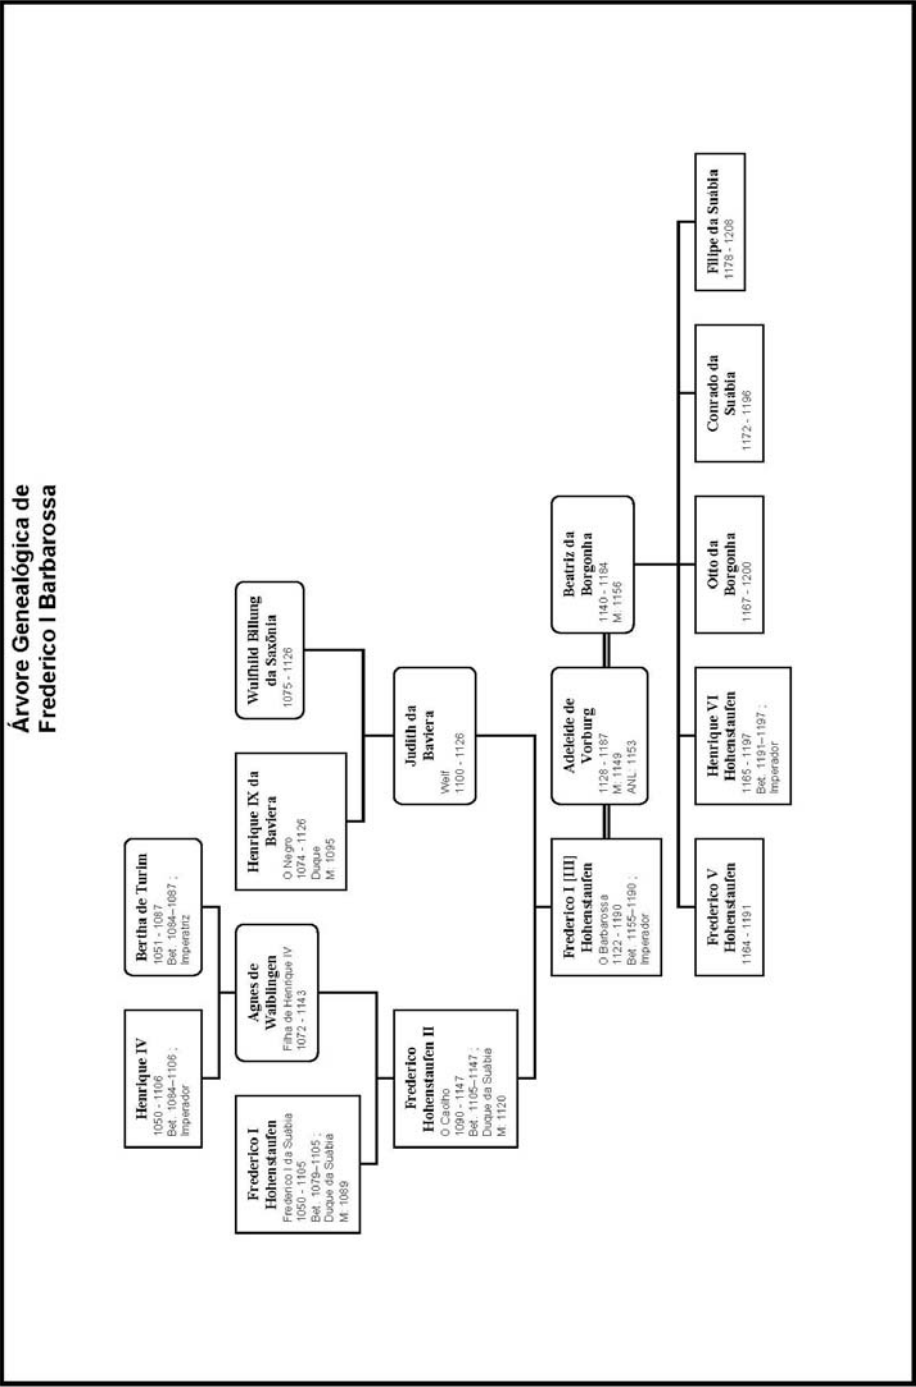 Árvore Genealógica de
Frederico I Barbarossa
Henrique IV
1050 - 1106
Bet. 1084–1106 ;
Imperador
Bertha de Turim
1051 - 1087
Bet. 1084–1087 ;
Imperatriz
Frederico I
Hohenstaufen
Frederico I da Suábia
1050 - 1105
Bet. 1079–1105 ;
Duque da Suábia
M: 1089
Agnes de
Waiblingen
Filha de Henrique IV
1072 - 1143
Henrique IX da
Baviera
O Negro
1074 - 1126
Duque
M: 1095
Wulfhild Billung
da Saxônia
1075 - 1126
Frederico
Hohenstaufen II
O Caolho
1090 - 1147
Bet. 1105–1147 ;
Duque da Suábia
M: 1120
Judith da
Baviera
Welf
1100 - 1126
Frederico I [III]
Hohenstaufen
O Barbarossa
1122 - 1190
Bet. 1155–1190 ;
Imperador
Adeleide de
Vorburg
1128 - 1187
M: 1149
ANL: 1153
Beatriz da
Borgonha
1140 - 1184
M: 1156
Frederico V
Hohenstaufen
1164 - 1191
Henrique VI
Hohenstaufen
1165 - 1197
Bet. 1191–1197 ;
Imperador
Otto da
Borgonha
1167 - 1200
Conrado da
Suábia
1172 - 1196
Filipe da Suábia
1178 - 1208